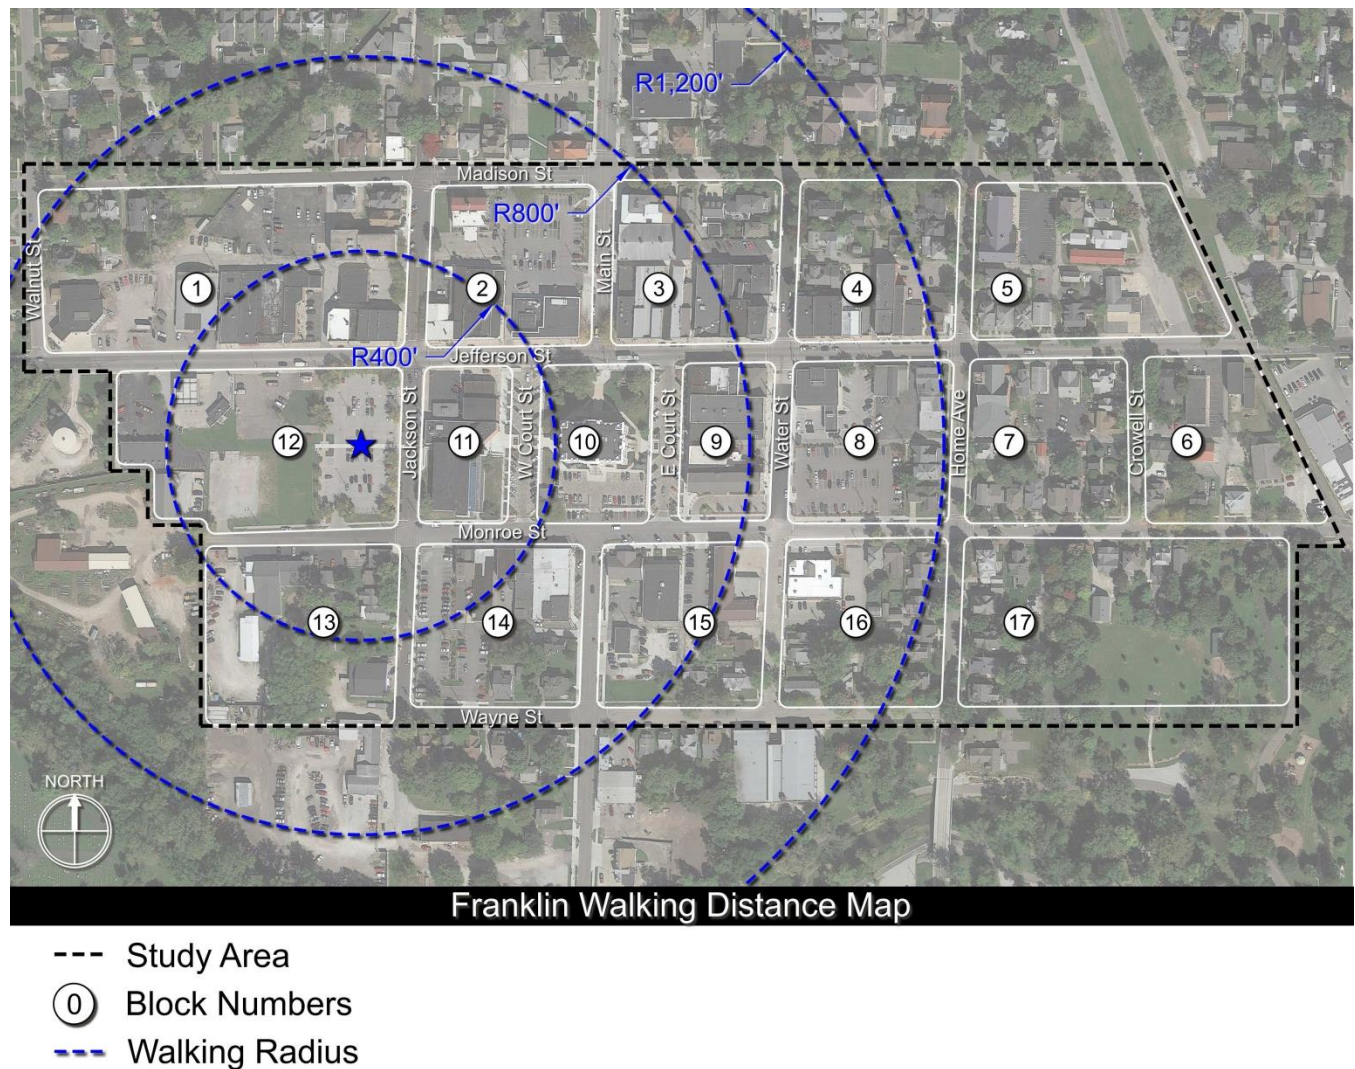 R1,200'
Madison St
R800'
Walnut St
Main St
1
2
3
4
5
R400'
Jefferson St
12
Jackson St
11
W Court St
10
E Court St
9
Water St
8
Home Ave
7
Crowell St
6
Monroe St
13
14
15
16
17
Wayne St
NORTH
Franklin Walking Distance Map
Study Area
0 Block Numbers
Walking Radius